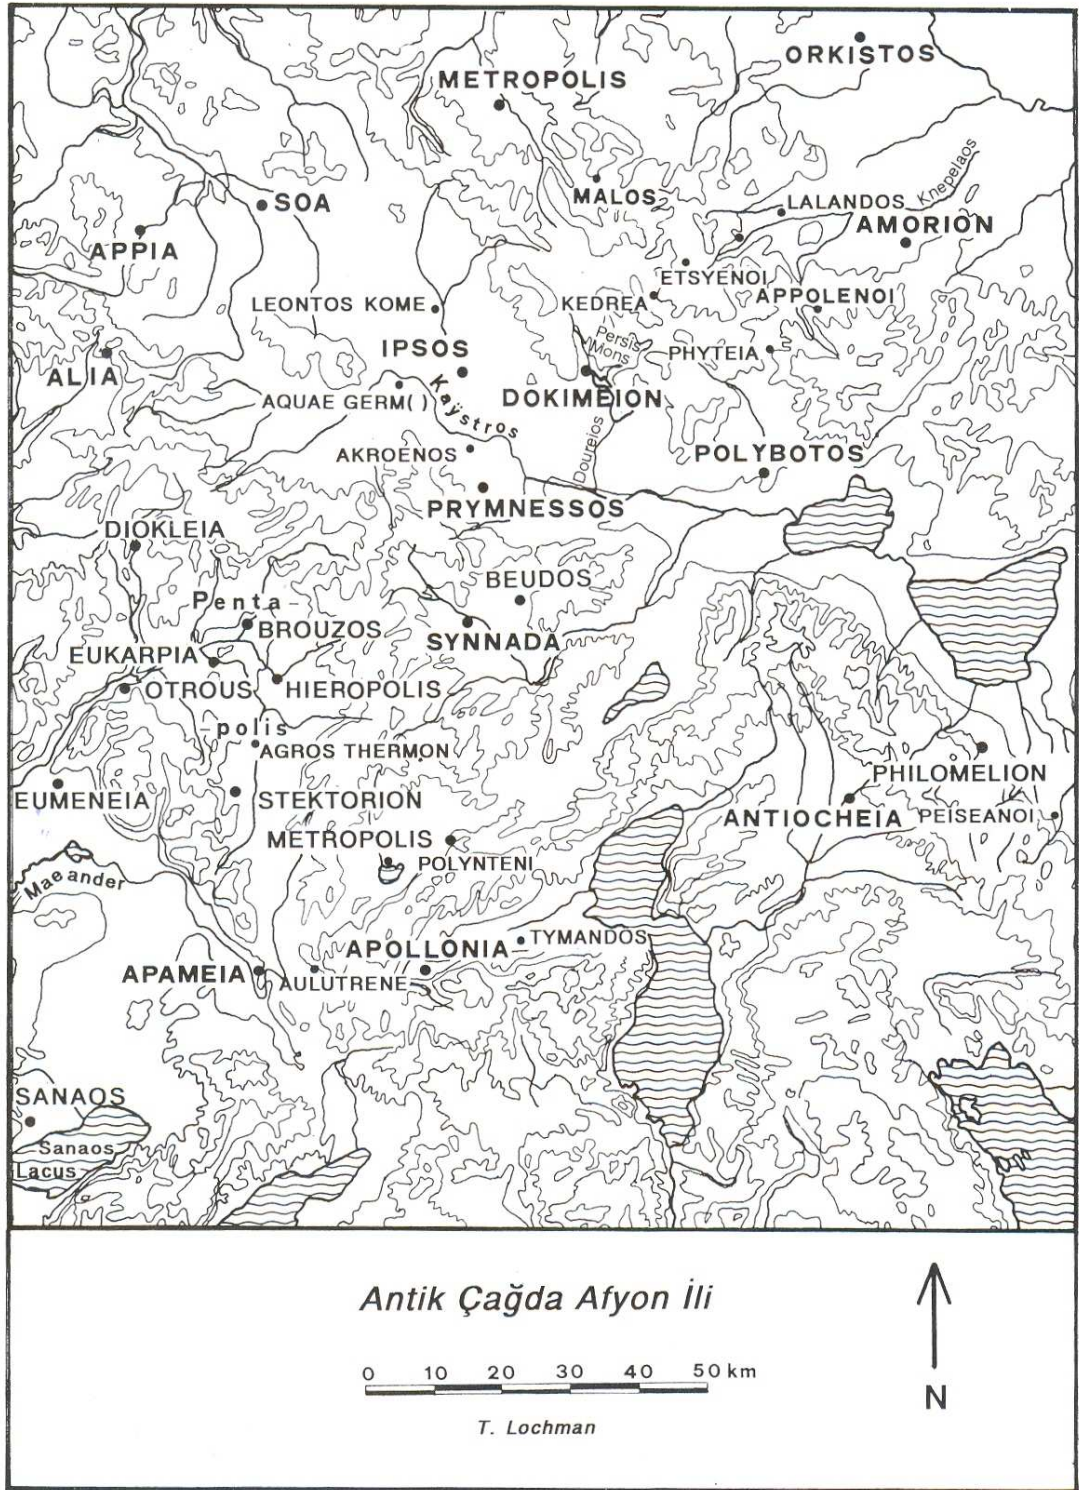 ORKISTOS
METROPOLIS
MALOS
LALANDOS
Knepelaos
AMORION
SOA
APPIA
ETSYENOI
KEDREA
APPOLENOI
LEONTOS KOME
Persis
Mons
PHYTEIA
IPSOS
ALIA
AQUAE GERM( )
Kaÿstros
DOKIMEION
Doureios
AKROENOS
POLYBOTOS
PRYMNESSOS
DIOKLEIA
BEUDOS
Penta-
BROUZOS
SYNNADA
EUKARPIA
OTROUS
HIEROPOLIS
-polis
AGROS THERMON
PHILOMELION
EUMENEIA
STEKTORION
ANTIOCHEIA
PEISEANOI
METROPOLIS
POLYNTENI
Maeander
TYMANDOS
APOLLONIA
APAMEIA
AULUTRENE
SANAOS
Sanaos
Lacus
Antik Çağda Afyon İli
0 10 20 30 40 50 km
T. Lochman
N